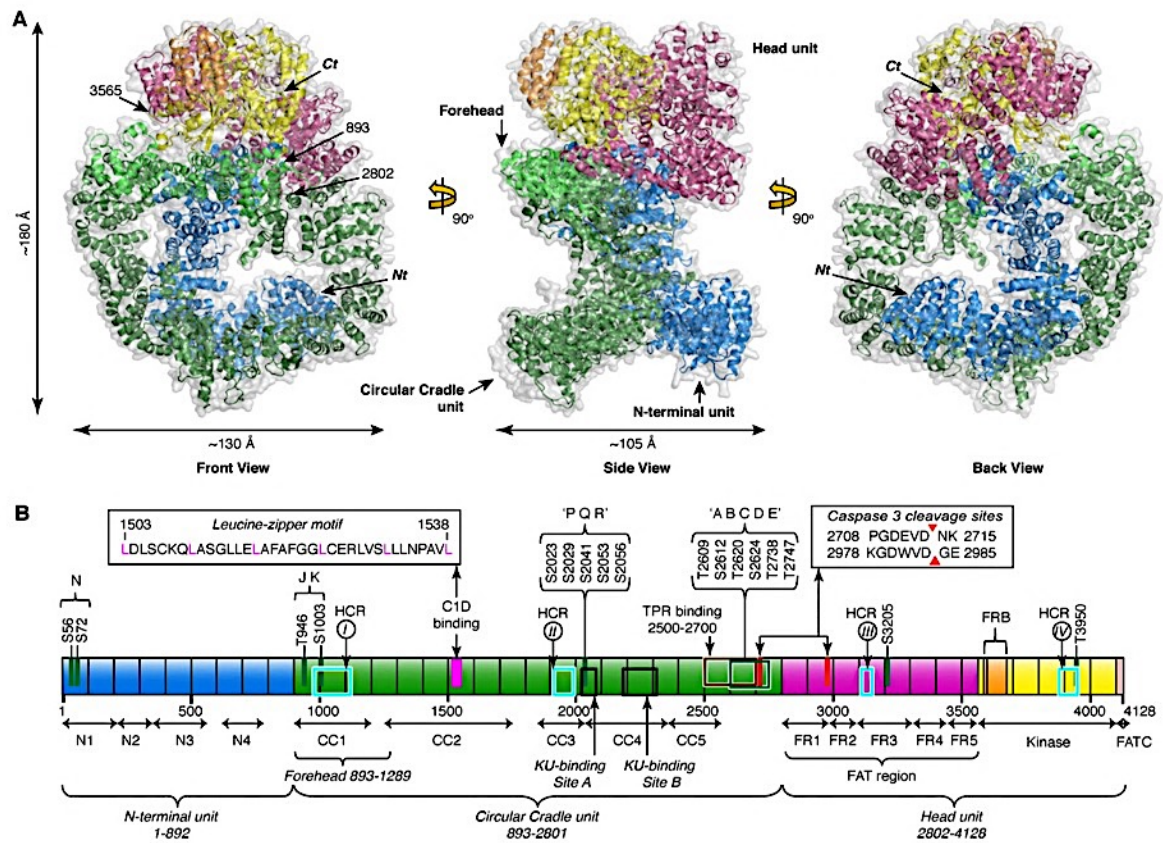 A
3565
Ct
893
2802
Nt
~180 Å
~130 Å
Front View
90º
Forehead
Head unit
Circular Cradle
unit
N-terminal unit
~105 Å
Side View
90º
Ct
Nt
Back View
B
1503 Leucine-zipper motif 1538
LDLSCKQLASGLLELAFAFGGLCERLVSLLLNPAVL
'P Q R'
S2023
S2029
S2041
S2053
S2056
'A B C D E'
T2609
S2612
T2620
S2624
T2738
T2747
Caspase 3 cleavage sites
2708 PGDEVD NK 2715
2978 KGDWVD GE 2985
N
S56
S72
J K
T946
S1003
HCR
I
C1D
binding
HCR
II
TPR binding
2500-2700
HCR
III
S3205
FRB
HCR
IV
T3950
1 500 1000 1500 2000 2500 3000 3500 4000 4128
N1 N2 N3 N4 CC1 CC2 CC3 CC4 CC5 FR1 FR2 FR3 FR4 FR5 Kinase FATC
Forehead 893-1289
KU-binding
Site A
KU-binding
Site B
FAT region
N-terminal unit
1-892
Circular Cradle unit
893-2801
Head unit
2802-4128